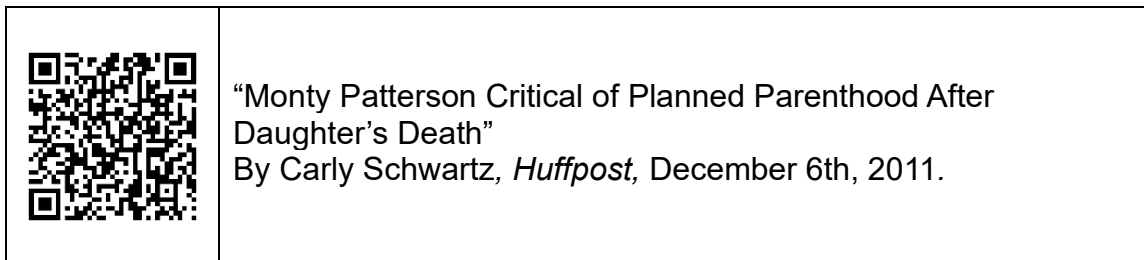 “Monty Patterson Critical of Planned Parenthood After
Daughter’s Death”
By Carly Schwartz, Huffpost, December 6th, 2011.